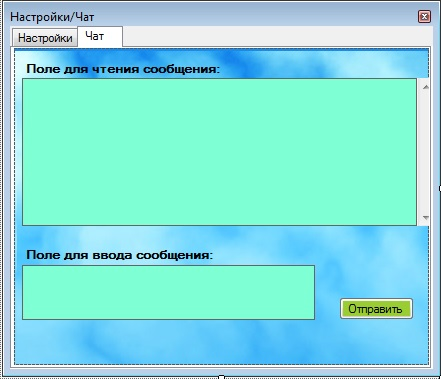 Настройки/Чат
Настройки Чат
Поле для чтения сообщения:
Поле для ввода сообщения:
Отправить